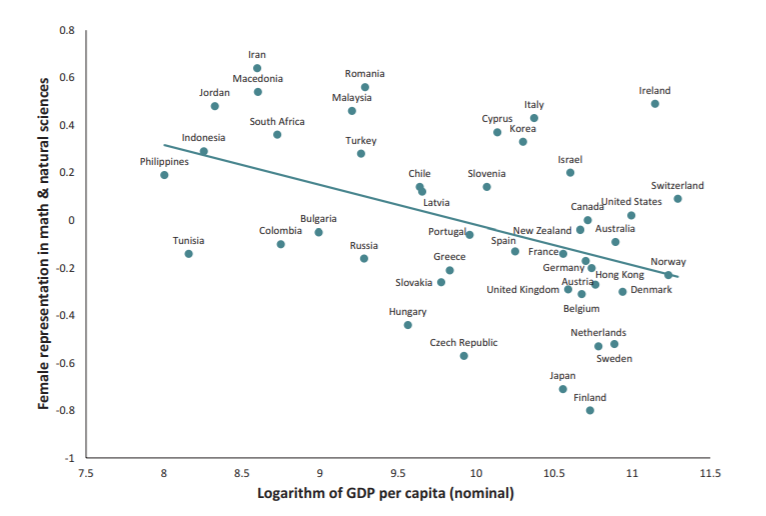 0.8
Iran
Macedonia
Romania
0.6
Jordan
Malaysia
Ireland
Italy
Cyprus
Korea
0.4
South Africa
Indonesia
Turkey
Philippines
Israel
0.2
Chile
Latvia
Slovenia
Switzerland
Canada
United States
0
Bulgaria
Colombia
Tunisia
Russia
Portugal
Spain
New Zealand
Australia
France
Greece
Germany
Hong Kong
Norway
-0.2
Slovakia
Austria
United Kingdom
Denmark
Belgium
Hungary
-0.4
Czech Republic
Netherlands
Sweden
-0.6
Japan
Finland
-0.8
-1
7.5 8 8.5 9 9.5 10 10.5 11 11.5
Female representation in math & natural sciences
Logarithm of GDP per capita (nominal)